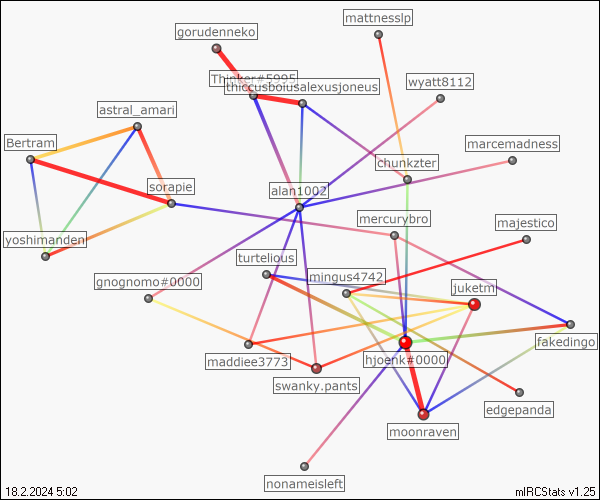 mattnesslp
gorudenneko
Thinker#5995
thiccusboiusalexusjoneus
wyatt8112
astral_amari
Bertram
marcemadness
chunkzter
sorapie
alan1002
mercurybro
majestico
yoshimanden
turtelious
gnognomo#0000
mingus4742
juketm
fakedingo
maddiee3773
hjoenk#0000
swanky.pants
edgepanda
moonraven
nonameisleft
18.2.2024 5:02
mIRCStats v1.25